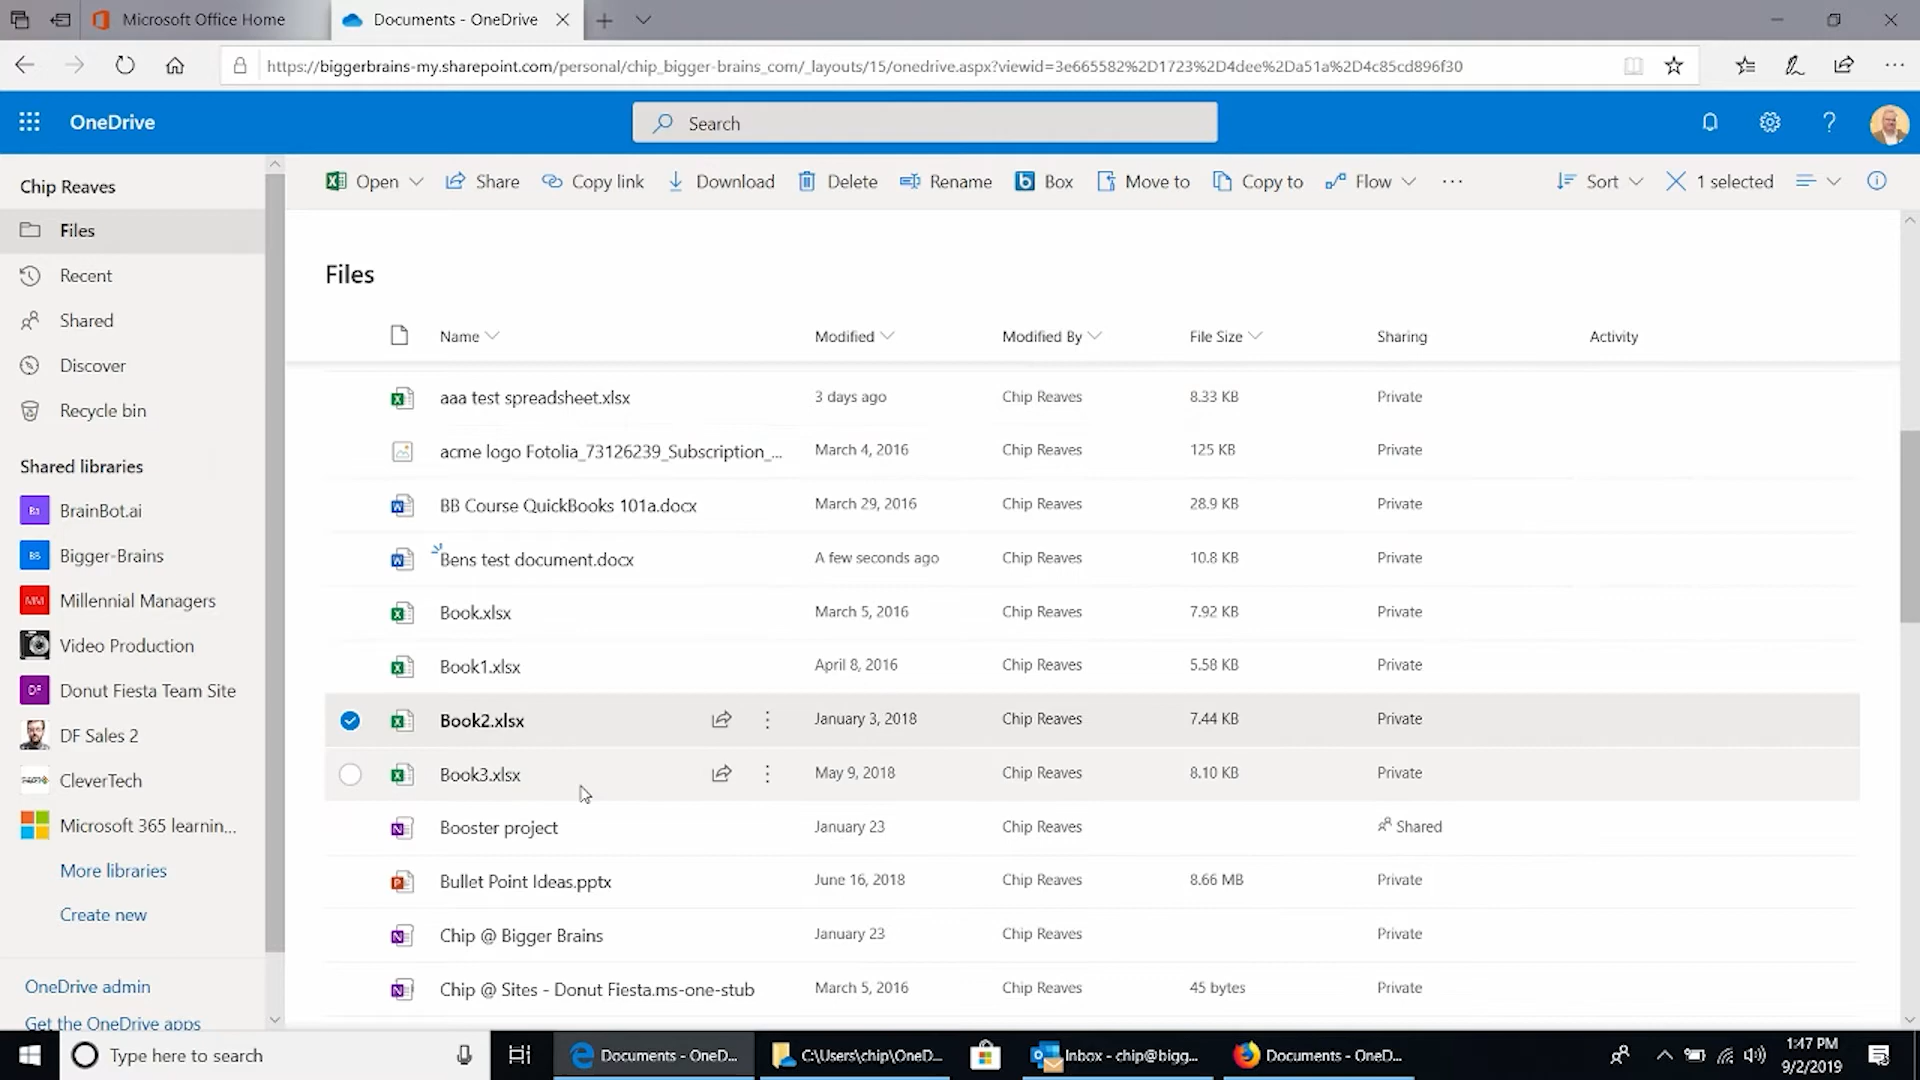 Microsoft Office Home
Documents - OneDrive
https://biggerbrains-my.sharepoint.com/personal/chip_bigger-brains_com/_layouts/15/onedrive.aspx?viewid=3e665582%2D1723%2D4dee%2Da51a%2D4c85cd896f30
OneDrive
Search
Chip Reaves
Open
Share
Copy link
Download
Delete
Rename
Box
Move to
Copy to
Flow
Sort
1 selected
Files
Recent
Shared
Discover
Recycle bin
Shared libraries
BrainBot.ai
BB Bigger-Brains
MM Millennial Managers
Video Production
DF Donut Fiesta Team Site
DF Sales 2
CleverTech
Microsoft 365 learnin...
More libraries
Create new
OneDrive admin
Get the OneDrive apps
Files
Name Modified Modified By File Size Sharing Activity
aaa test spreadsheet.xlsx 3 days ago Chip Reaves 8.33 KB Private
acme logo Fotolia_73126239_Subscription_... March 4, 2016 Chip Reaves 125 KB Private
BB Course QuickBooks 101a.docx March 29, 2016 Chip Reaves 28.9 KB Private
Bens test document.docx A few seconds ago Chip Reaves 10.8 KB Private
Book.xlsx March 5, 2016 Chip Reaves 7.92 KB Private
Book1.xlsx April 8, 2016 Chip Reaves 5.58 KB Private
Book2.xlsx January 3, 2018 Chip Reaves 7.44 KB Private
Book3.xlsx May 9, 2018 Chip Reaves 8.10 KB Private
Booster project January 23 Chip Reaves Shared
Bullet Point Ideas.pptx June 16, 2018 Chip Reaves 8.66 MB Private
Chip @ Bigger Brains January 23 Chip Reaves Private
Chip @ Sites - Donut Fiesta.ms-one-stub March 5, 2016 Chip Reaves 45 bytes Private
Type here to search
Documents - OneD...
C:\Users\chip\OneD...
Inbox - chip@bigg...
Documents - OneD...
1:47 PM
9/2/2019